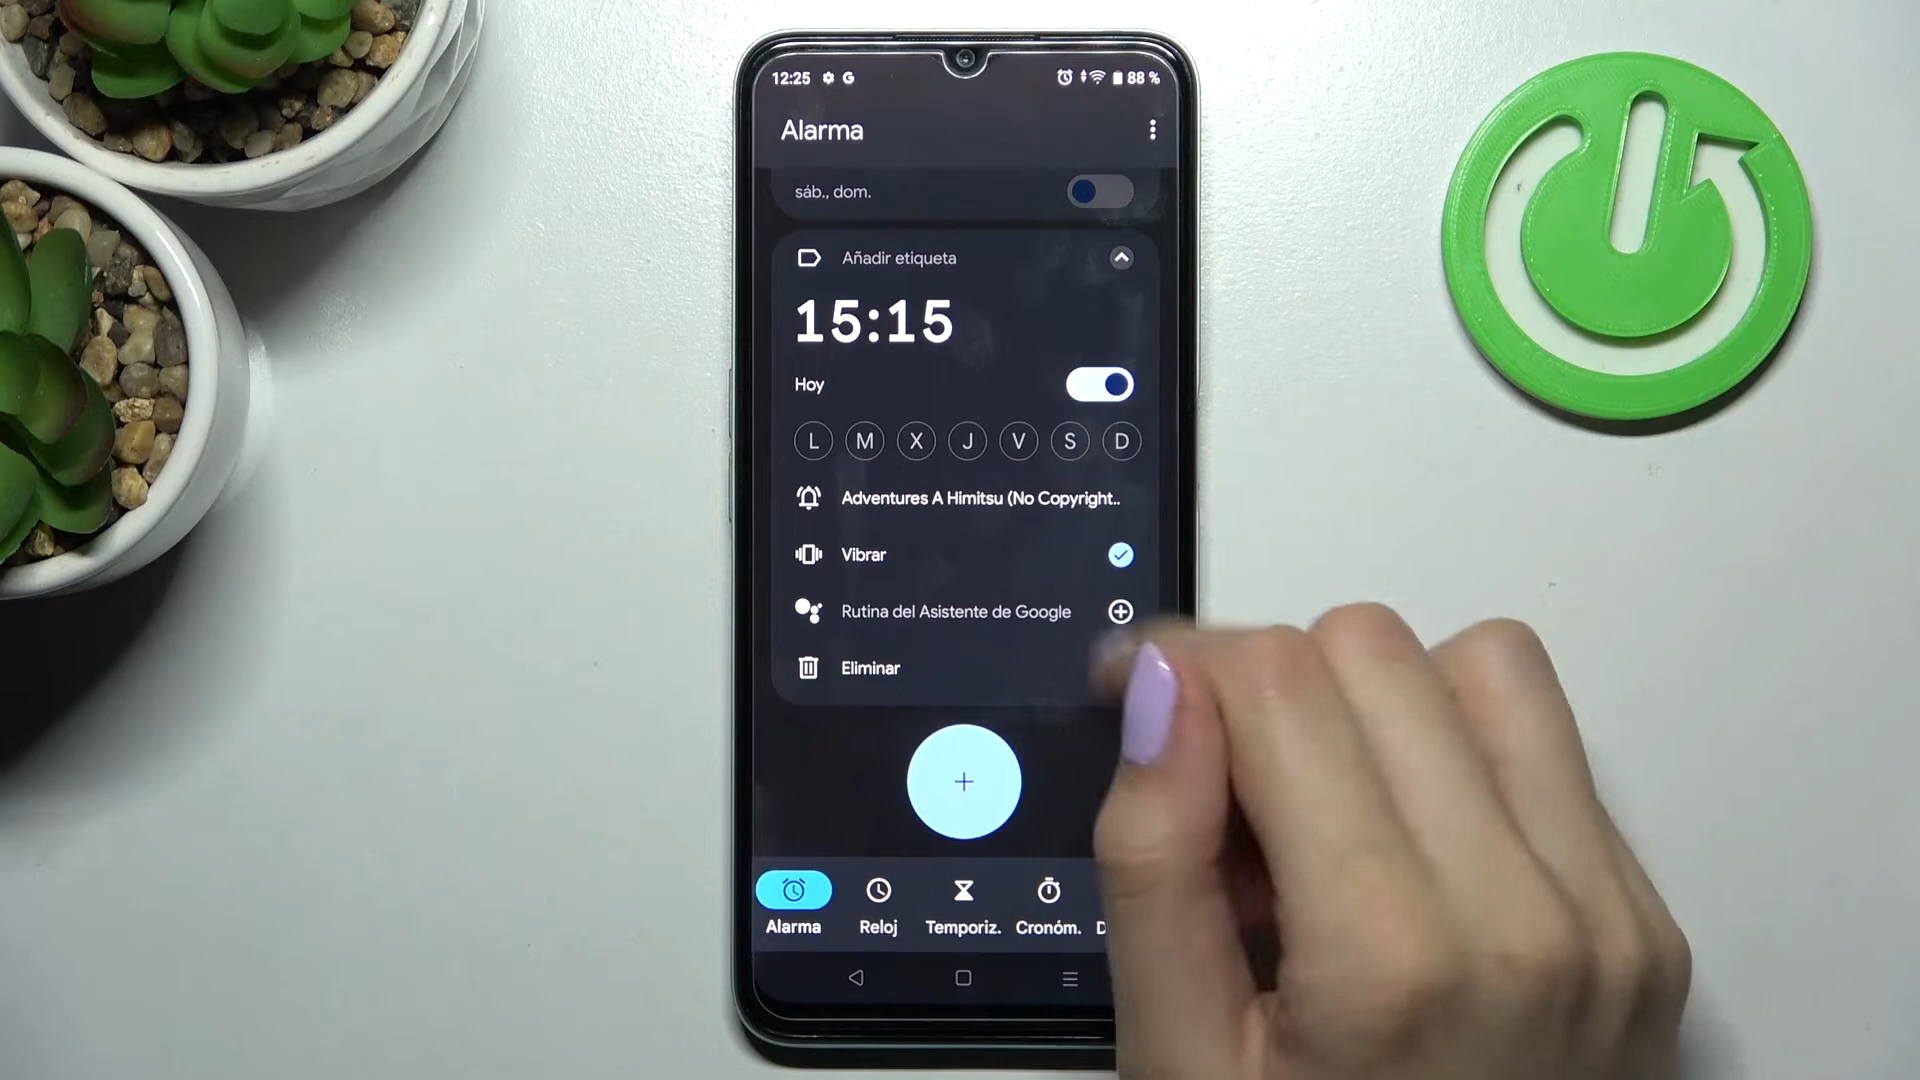 12:25 G 88 %
Alarma
sáb., dom.
Añadir etiqueta
15:15
Hoy
L M X J V S D
Adventures A Himitsu (No Copyright..
Vibrar
Rutina del Asistente de Google
Eliminar
Alarma Reloj Temporiz. Cronóm. D